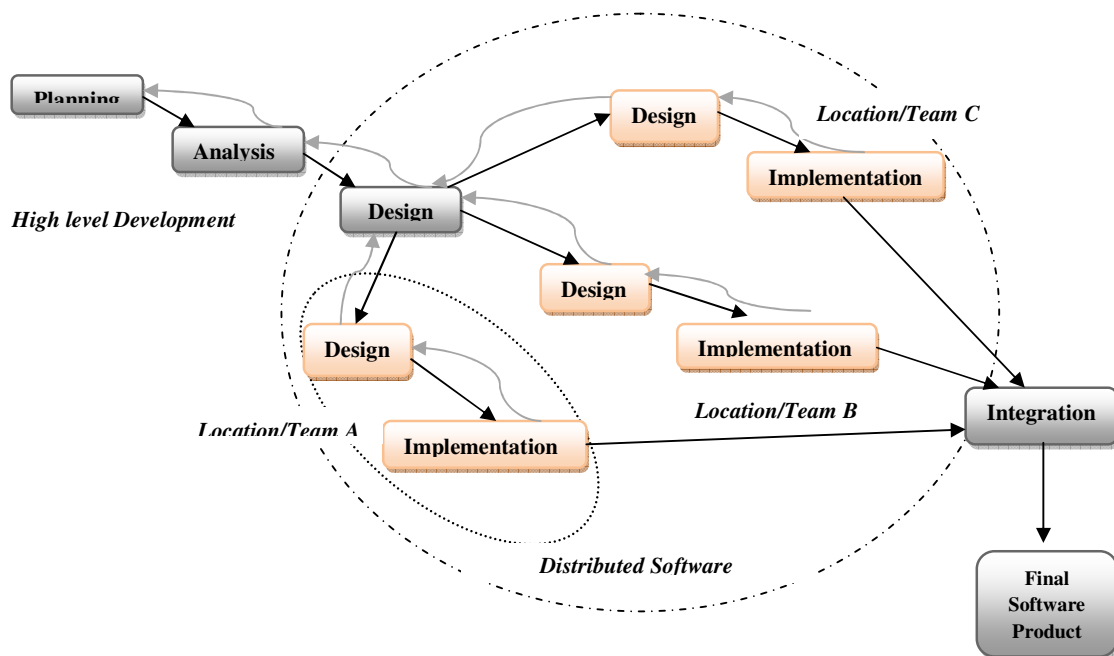 Planning
Analysis
High level Development
Design
Design
Location/Team C
Implementation
Design
Implementation
Location/Team B
Design
Location/Team A
Implementation
Integration
Distributed Software
Final
Software
Product